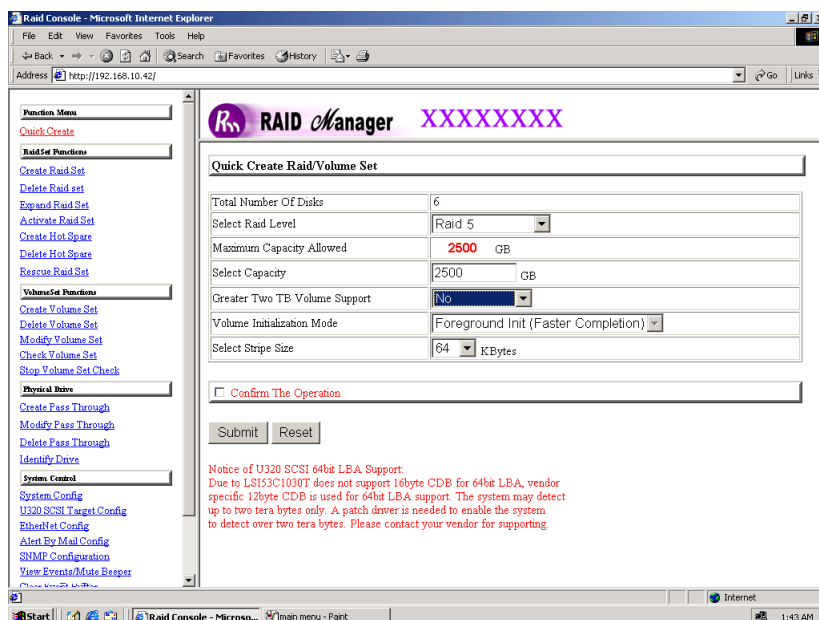 Raid Console - Microsoft Internet Explorer
File Edit View Favorites Tools Help
Back Search Favorites History
Address http://192.168.10.42/ Go Links
Function Menu
Quick Create
RaidSet Functions
Create Raid Set
Delete Raid set
Expand Raid Set
Activate Raid Set
Create Hot Spare
Delete Hot Spare
Rescue Raid Set
VolumeSet Functions
Create Volume Set
Delete Volume Set
Modify Volume Set
Check Volume Set
Stop Volume Set Check
Physical Drive
Create Pass Through
Modify Pass Through
Delete Pass Through
Identify Drive
System Control
System Config
U320 SCSI Target Config
EtherNet Config
Alert By Mail Config
SNMP Configuration
View Events/Mute Beeper
Clear Event Buffer
Rm RAID Manager XXXXXXXX
Quick Create Raid/Volume Set
Total Number Of Disks 6
Select Raid Level Raid 5
Maximum Capacity Allowed 2500 GB
Select Capacity 2500 GB
Greater Two TB Volume Support No
Volume Initialization Mode Foreground Init (Faster Completion)
Select Stripe Size 64 KBytes
Confirm The Operation
Submit Reset
Notice of U320 SCSI 64bit LBA Support:
Due to LSI53C1030T does not support 16byte CDB for 64bit LBA, vendor
specific 12byte CDB is used for 64bit LBA support. The system may detect
up to two tera bytes only. A patch driver is needed to enable the system
to detect over two tera bytes. Please contact your vendor for supporting.
Internet
Start Raid Console - Microso... main menu - Paint 1:43 AM